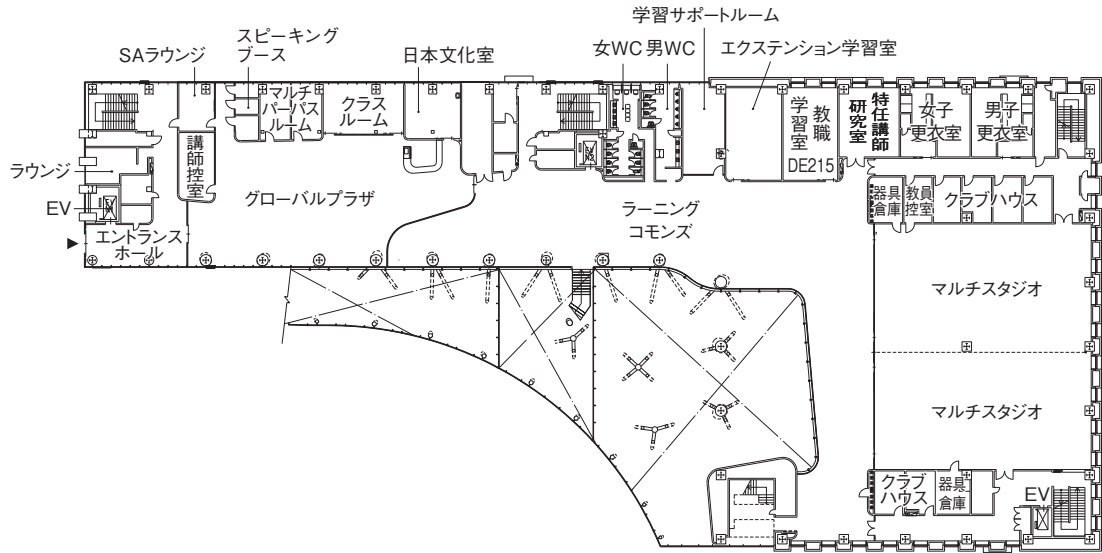 学習サポートルーム
スピーキング
ブース
SAラウンジ
日本文化室
女WC 男WC
エクステンション学習室
マルチ
パーパス
ルーム
クラス
ルーム
講師控室
教職
学習室
DE215
特任講師
研究室
女子
更衣室
男子
更衣室
ラウンジ
EV
エントランス
ホール
グローバルプラザ
ラーニング
コモンズ
器具
倉庫
教員
控室
クラブハウス
マルチスタジオ
マルチスタジオ
クラブ
ハウス
器具
倉庫
EV